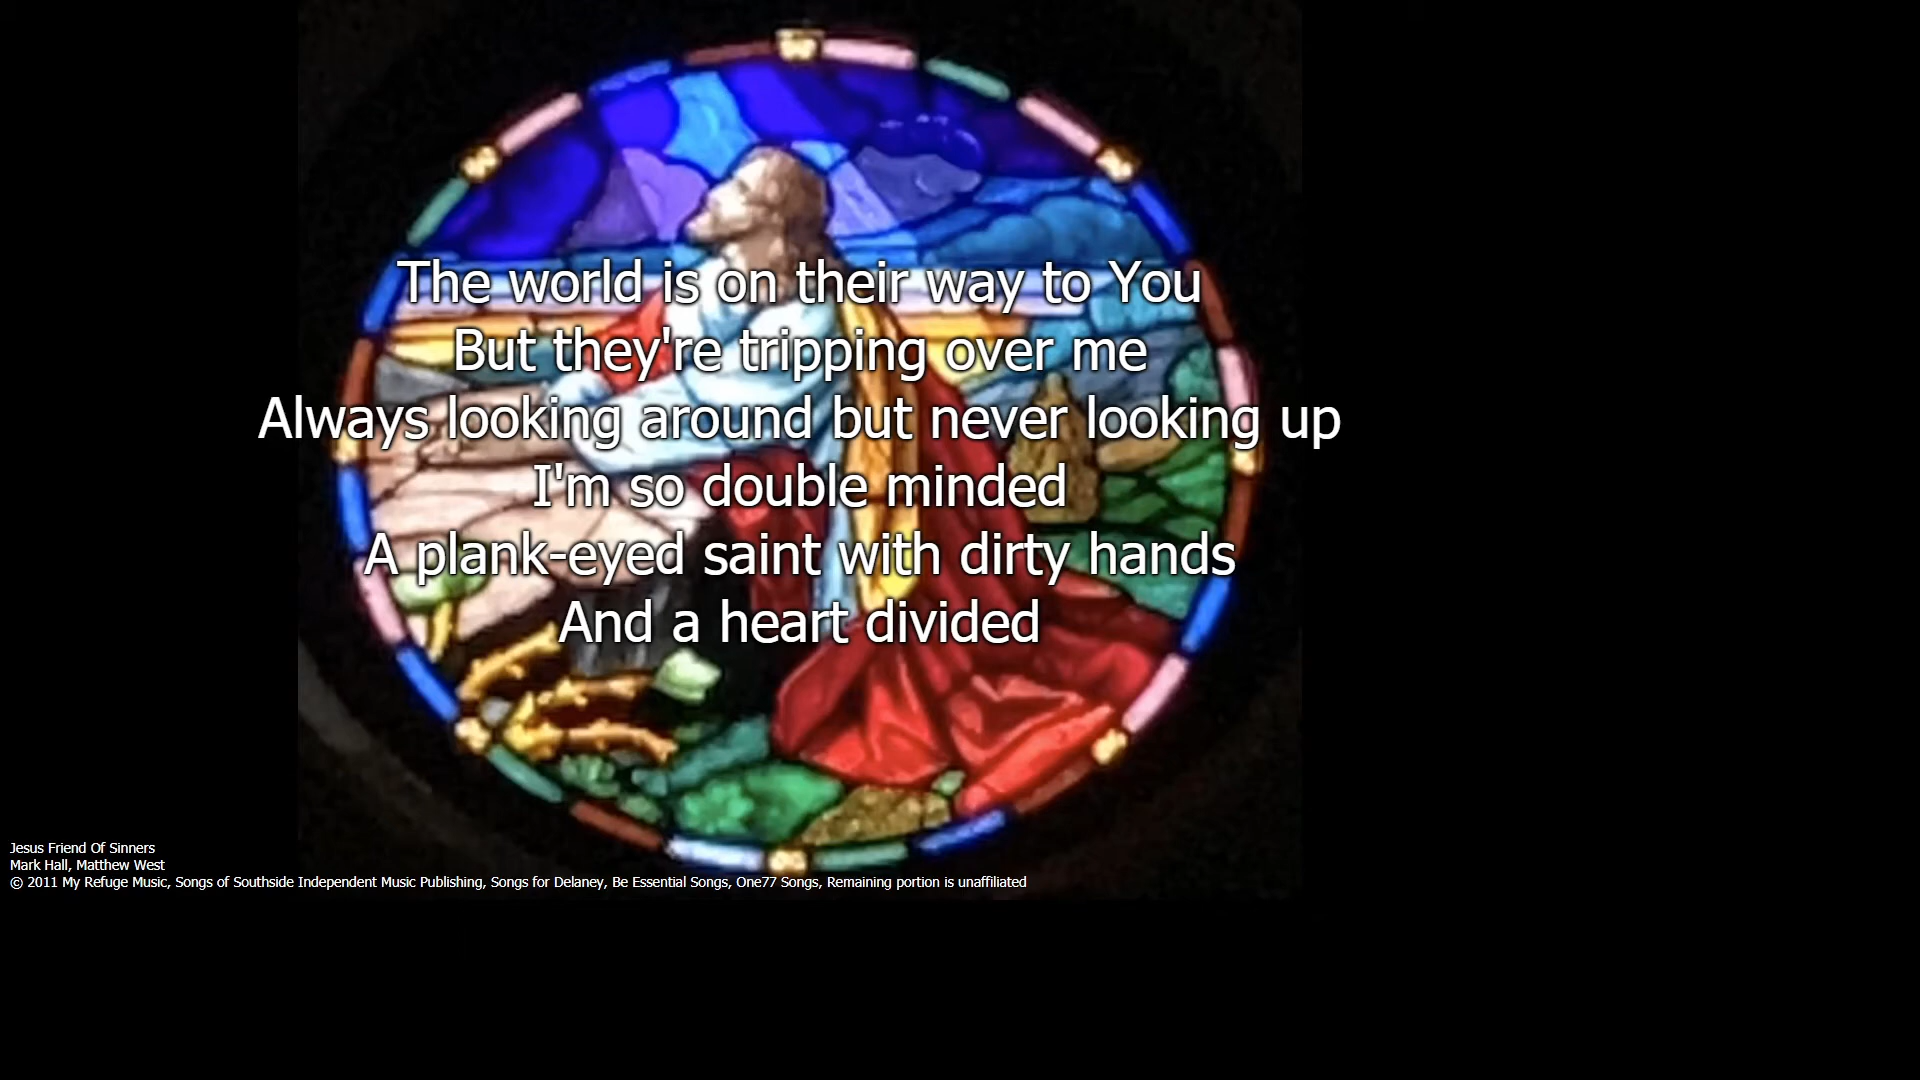 The world is on their way to You
But they're tripping over me
Always looking around but never looking up
I'm so double minded
A plank-eyed saint with dirty hands
And a heart divided
Jesus Friend Of Sinners
Mark Hall, Matthew West
© 2011 My Refuge Music, Songs of Southside Independent Music Publishing, Songs for Delaney, Be Essential Songs, One77 Songs, Remaining portion is unaffiliated